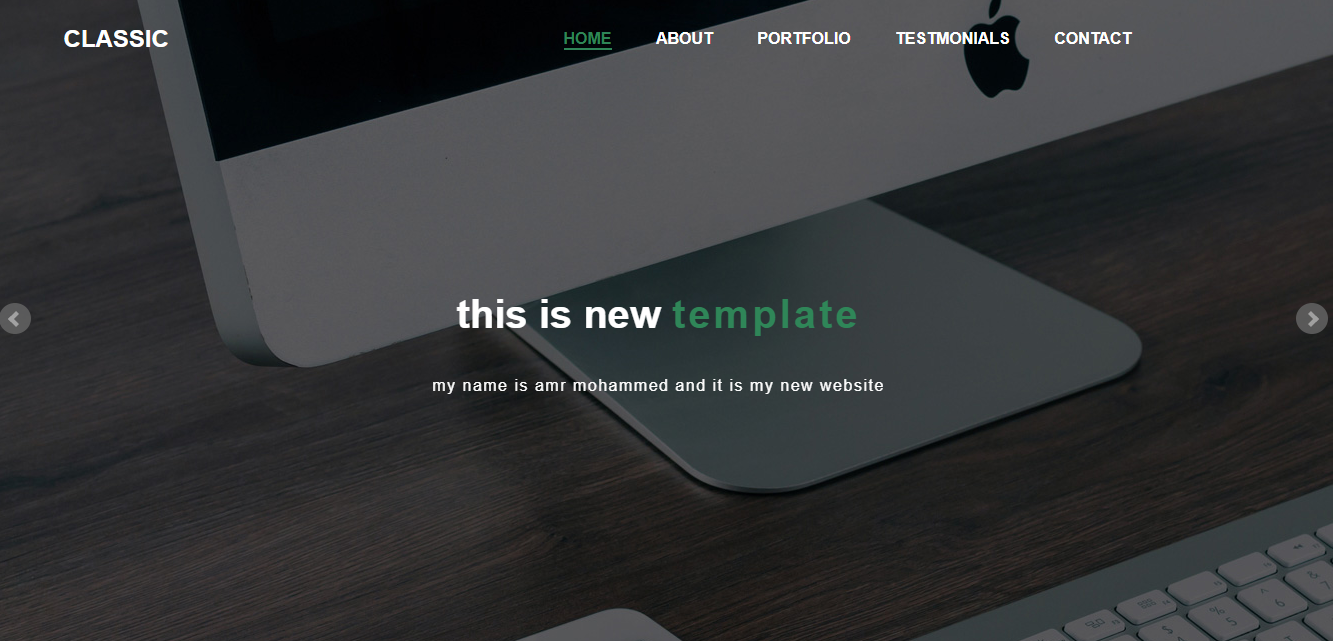 CLASSIC HOME ABOUT PORTFOLIO TESTMONIALS CONTACT
this is new template
my name is amr mohammed and it is my new website